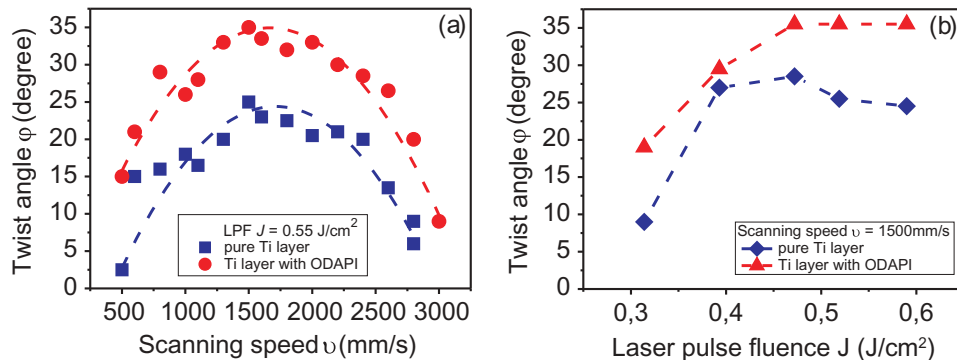 (a)
Twist angle φ (degree)
35
30
25
20
15
10
5
0
LPF J = 0.55 J/cm²
pure Ti layer
Ti layer with ODAPI
500 1000 1500 2000 2500 3000
Scanning speed υ (mm/s)
(b)
Twist angle φ (degree)
35
30
25
20
15
10
5
0
Scanning speed υ = 1500mm/s
pure Ti layer
Ti layer with ODAPI
0,3 0,4 0,5 0,6
Laser pulse fluence J (J/cm²)